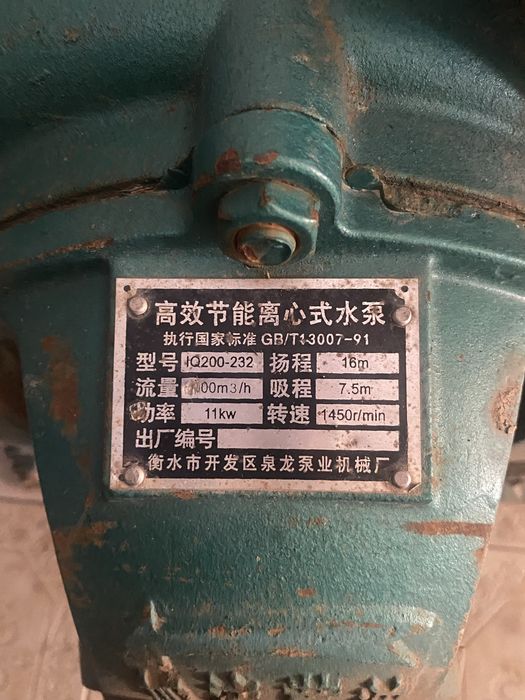 高效节能离心式水泵
执行国家标准 GB/T13007-91
型号 IQ200-232 扬程 16m
流量 吸程 7.5m
功率 11kw 转速 1450r/min
出厂编号
衡水市开发区泉龙泵业机械厂